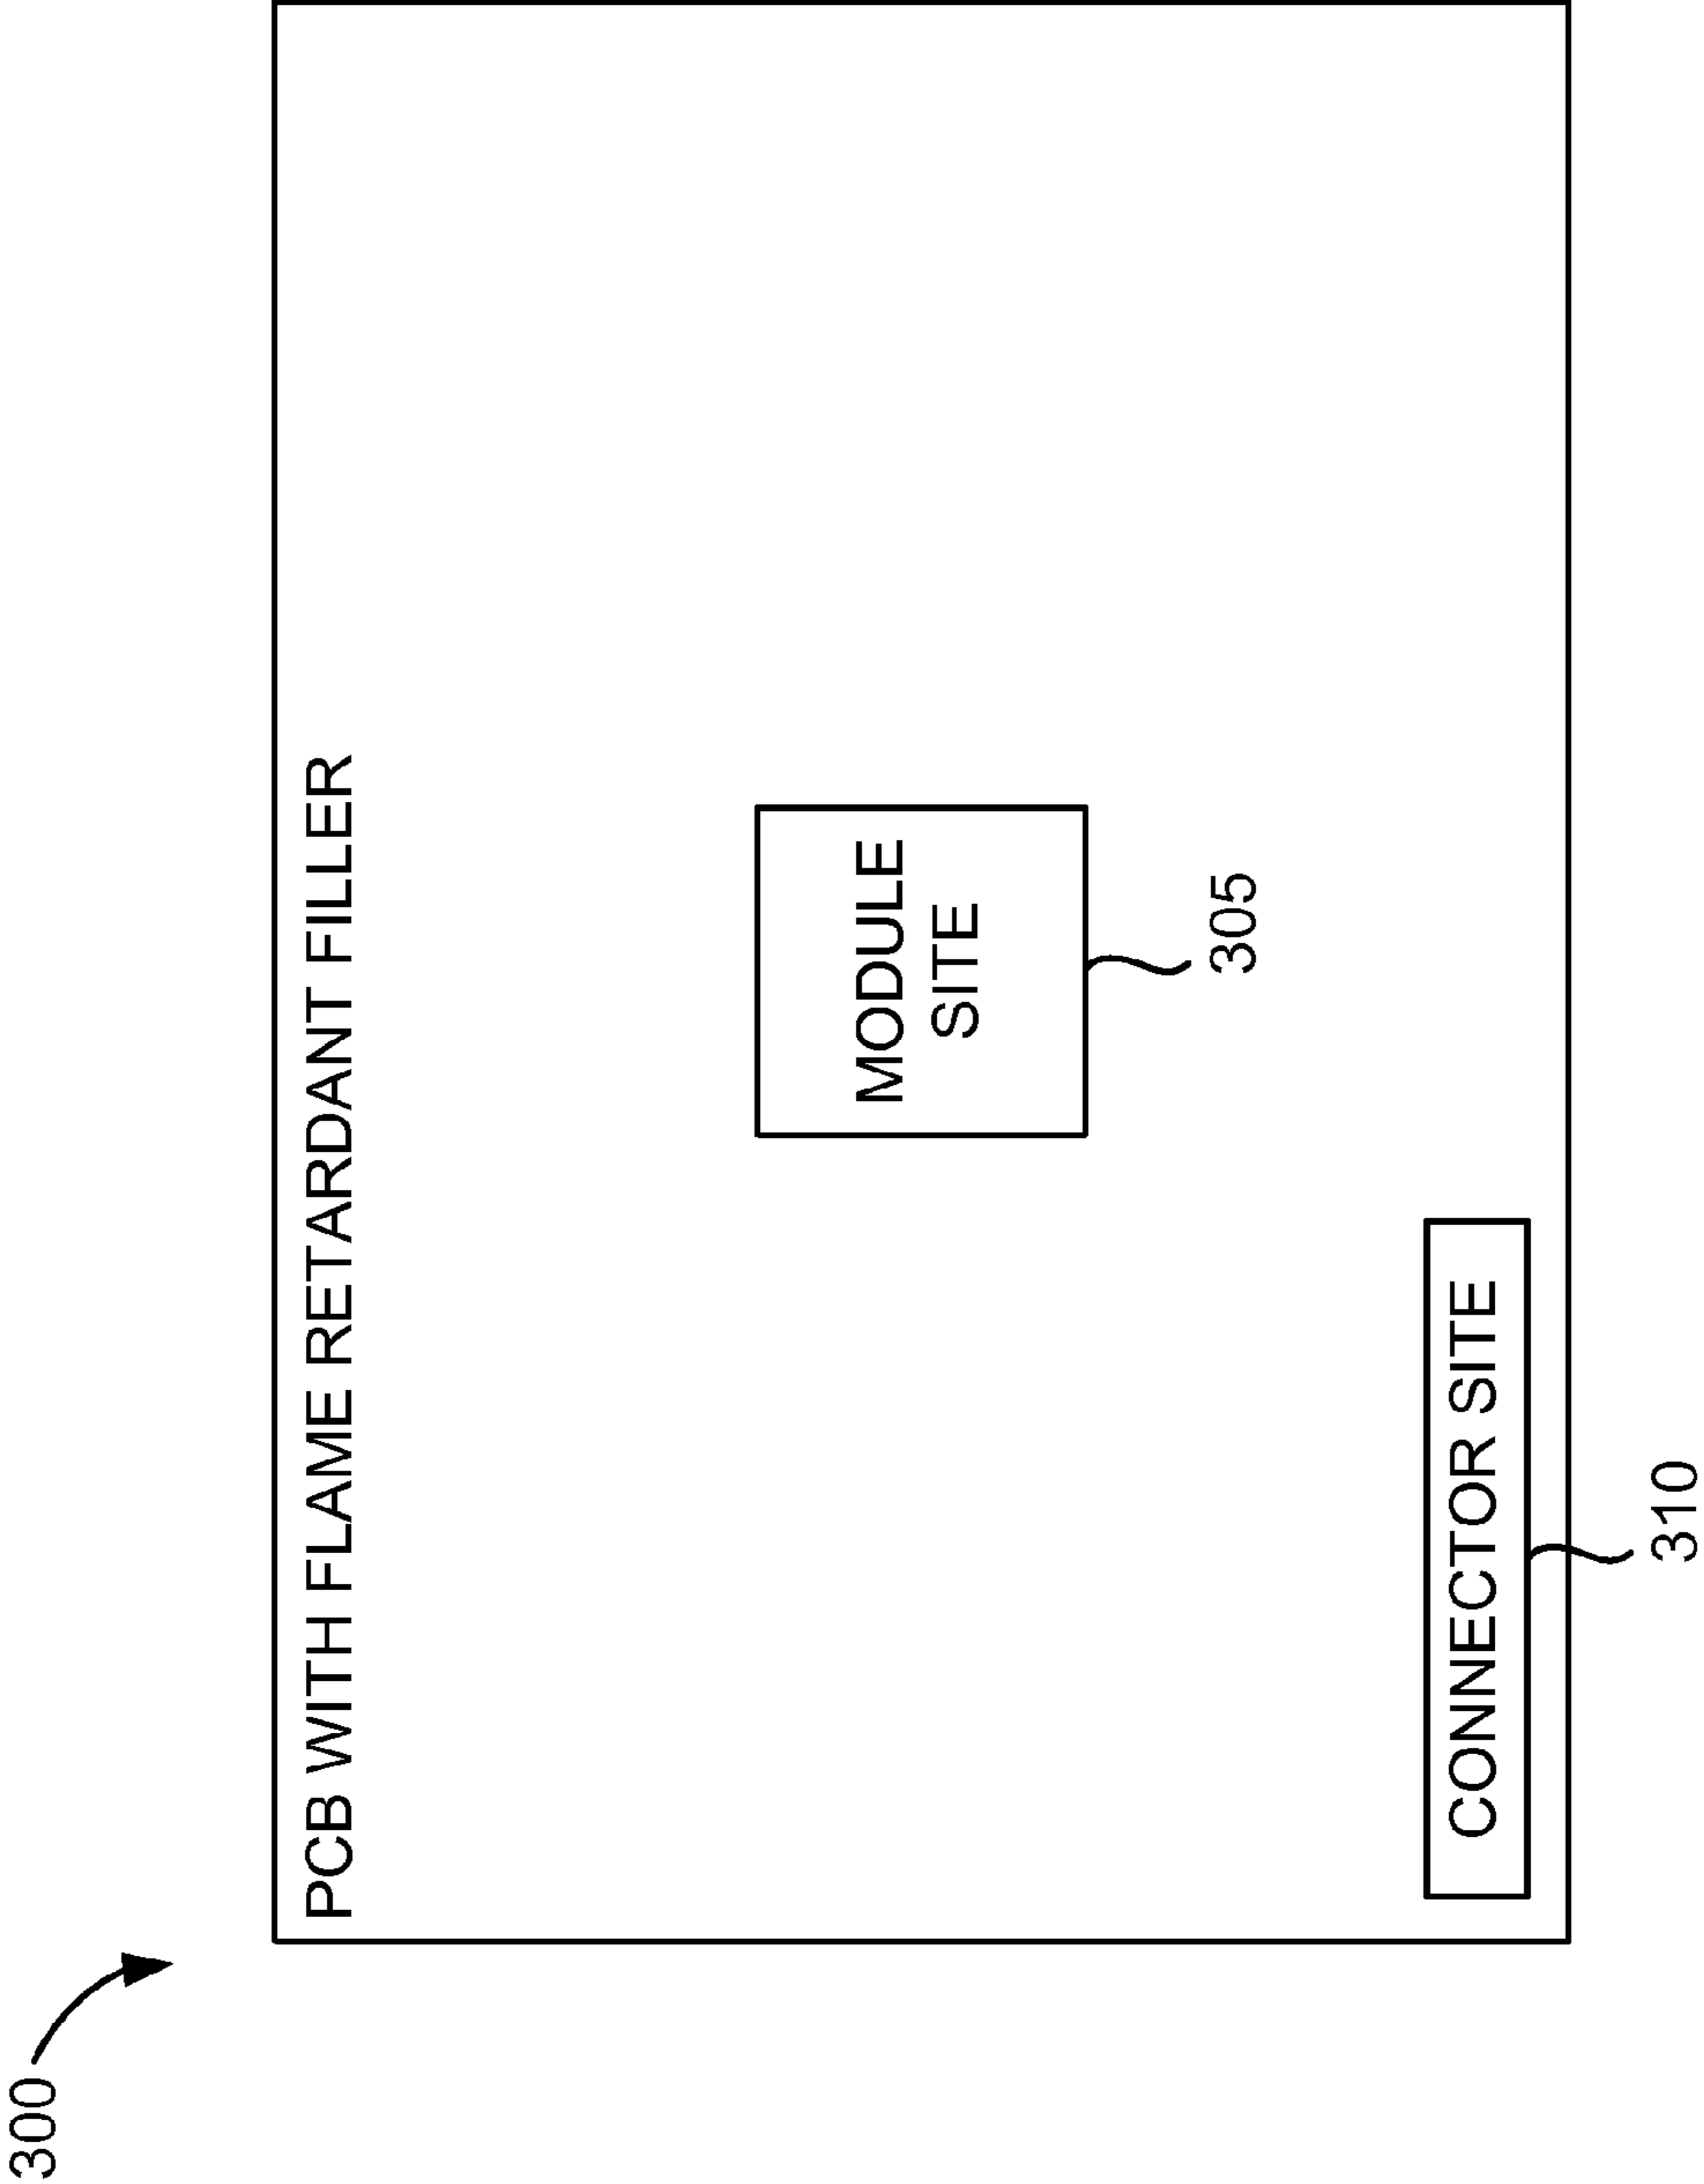 300
PCB WITH FLAME RETARDANT FILLER
MODULE
SITE
305
CONNECTOR SITE
310